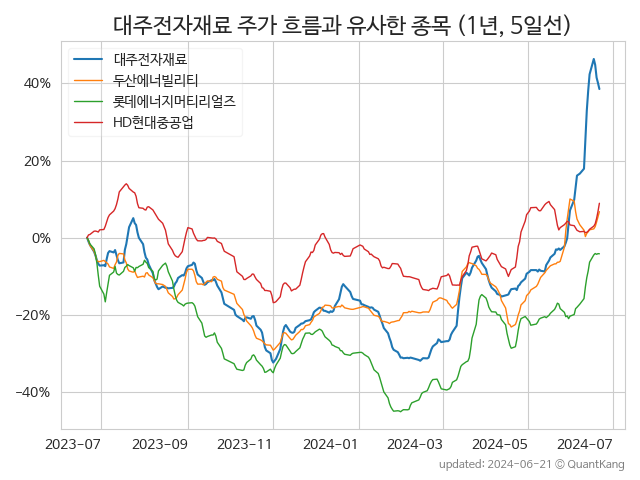 대주전자재료 주가 흐름과 유사한 종목 (1년, 5일선)
대주전자재료
두산에너빌리티
롯데에너지머티리얼즈
HD현대중공업
40%
20%
0%
−20%
−40%
2023-07 2023-09 2023-11 2024-01 2024-03 2024-05 2024-07
updated: 2024-06-21 © QuantKang